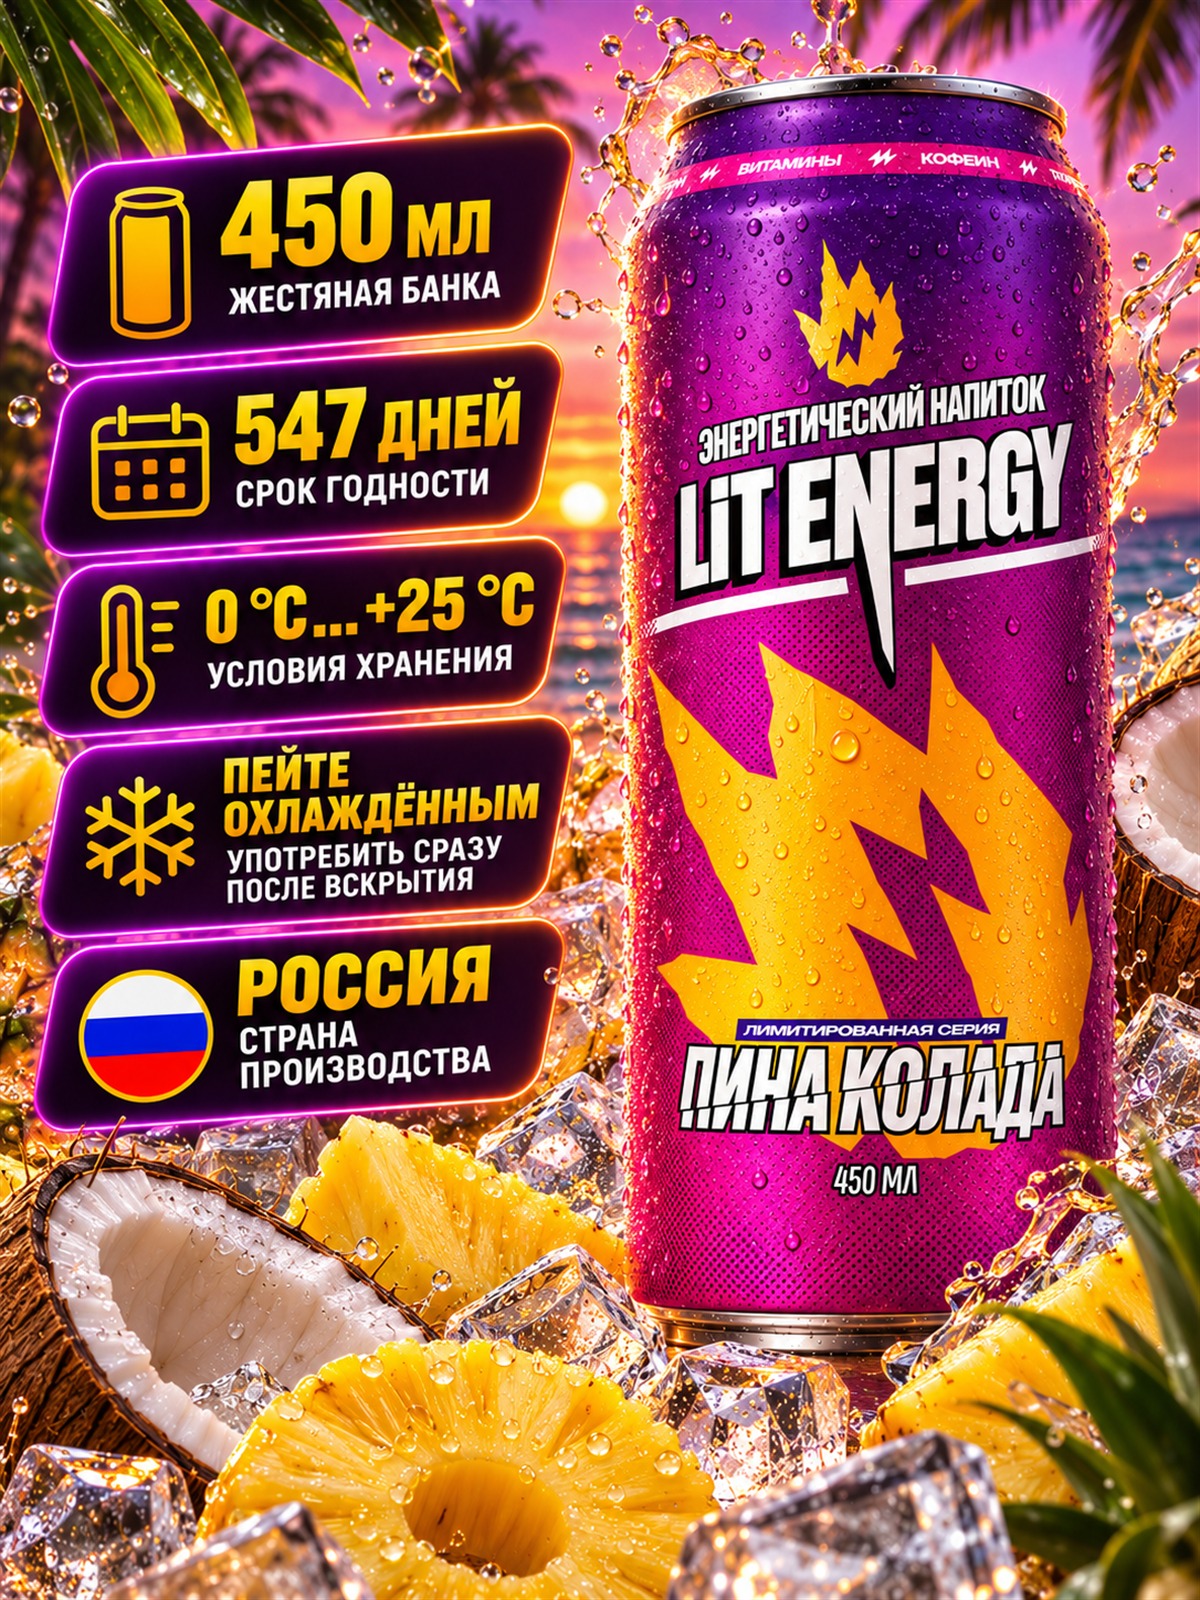 450 МЛ
ЖЕСТЯНАЯ БАНКА
547 ДНЕЙ
СРОК ГОДНОСТИ
0 °C...+25 °C
УСЛОВИЯ ХРАНЕНИЯ
ПЕЙТЕ
ОХЛАЖДЁННЫМ
УПОТРЕБИТЬ СРАЗУ
ПОСЛЕ ВСКРЫТИЯ
РОССИЯ
СТРАНА
ПРОИЗВОДСТВА
ВИТАМИНЫ КОФЕИН
ЭНЕРГЕТИЧЕСКИЙ НАПИТОК
LIT ENERGY
ЛИМИТИРОВАННАЯ СЕРИЯ
ПИНА КОЛАДА
450 МЛ